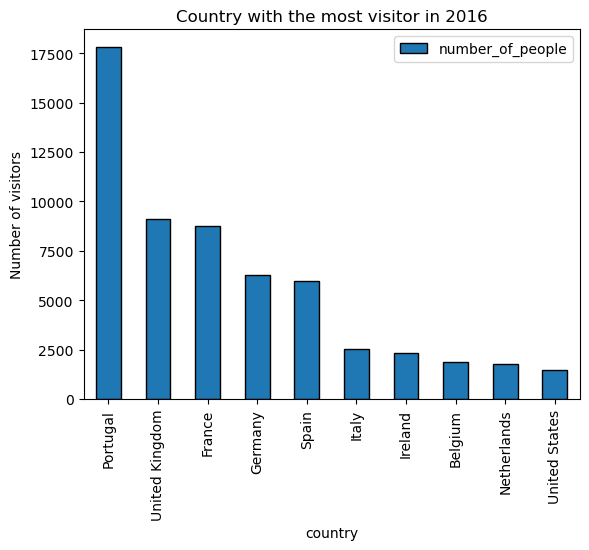 Country with the most visitor in 2016
number_of_people
Number of visitors
17500
15000
12500
10000
7500
5000
2500
0
Portugal
United Kingdom
France
Germany
Spain
Italy
Ireland
Belgium
Netherlands
United States
country